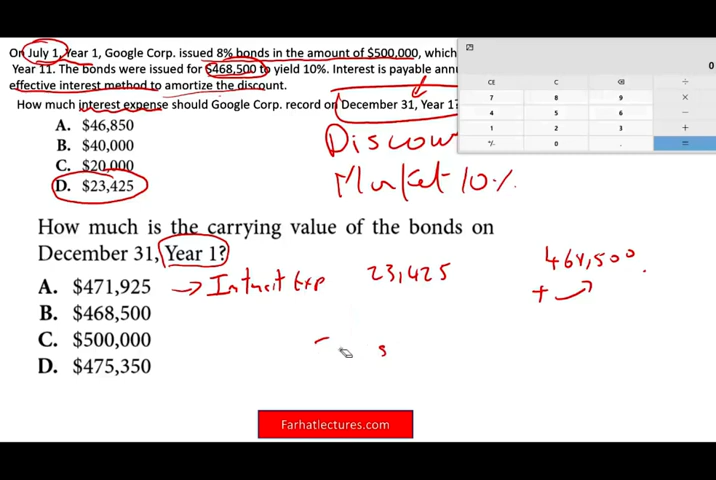 On July 1, Year 1, Google Corp. issued 8% bonds in the amount of $500,000, which
Year 11. The bonds were issued for $468,500 to yield 10%. Interest is payable ann
effective interest method to amortize the discount.
How much interest expense should Google Corp. record on December 31, Year 1?
A. $46,850
B. $40,000
C. $20,000
D. $23,425
Discou
Market 10%
0
CE C ÷
7 8 9 ×
4 5 6 −
1 2 3 +
0 . =
How much is the carrying value of the bonds on
December 31, Year 1?
A. $471,925 → Interest Exp 23,425
B. $468,500
C. $500,000
D. $475,350
468,500
+
- s
Farhatlectures.com